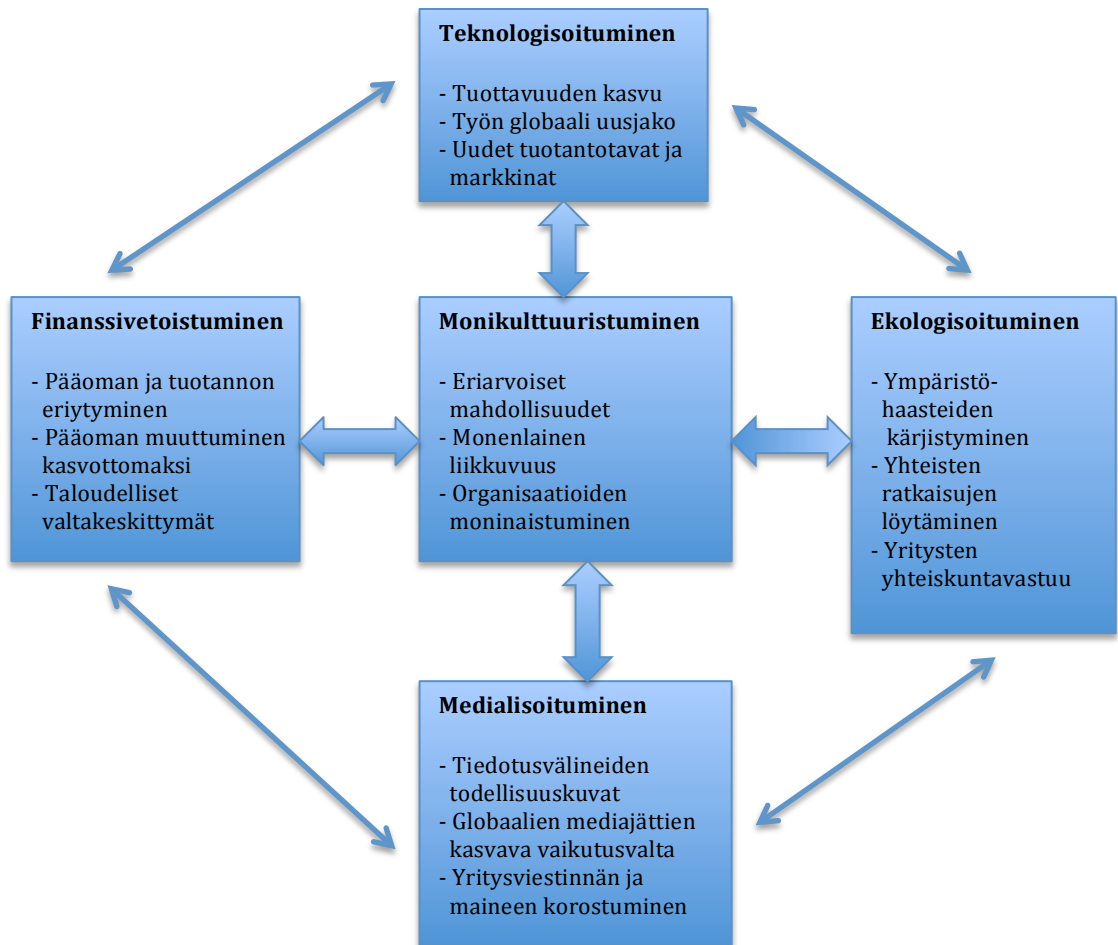 Teknologisoituminen
- Tuottavuuden kasvu
- Työn globaali uusjako
- Uudet tuotantotavat ja
markkinat
Finanssivetoistuminen
- Pääoman ja tuotannon
eriytyminen
- Pääoman muuttuminen
kasvottomaksi
- Taloudelliset
valtakeskittymät
Monikulttuuristuminen
- Eriarvoiset
mahdollisuudet
- Monenlainen
liikkuvuus
- Organisaatioiden
moninaistuminen
Ekologisoituminen
- Ympäristö-
haasteiden
kärjistyminen
- Yhteisten
ratkaisujen
löytäminen
- Yritysten
yhteiskuntavastuu
Medialisoituminen
- Tiedotusvälineiden
todellisuuskuvat
- Globaalien mediajättien
kasvava vaikutusvalta
- Yritysviestinnän ja
maineen korostuminen